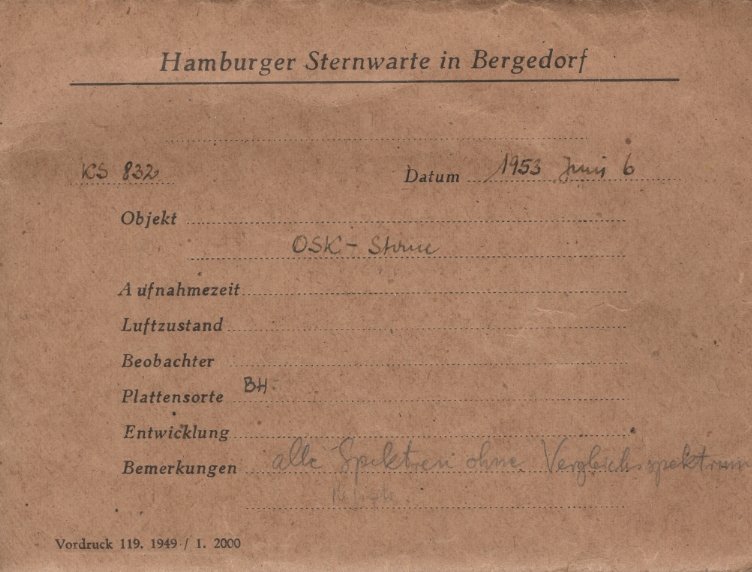 Hamburger Sternwarte in Bergedorf
KS 832 Datum 1953 Juni 6
Objekt
OSK - Sterne
Aufnahmezeit
Luftzustand
Beobachter
Plattensorte BH.
Entwicklung
Bemerkungen alle Spektren ohne Vergleichsspektrum
Vordruck 119. 1949 / 1. 2000